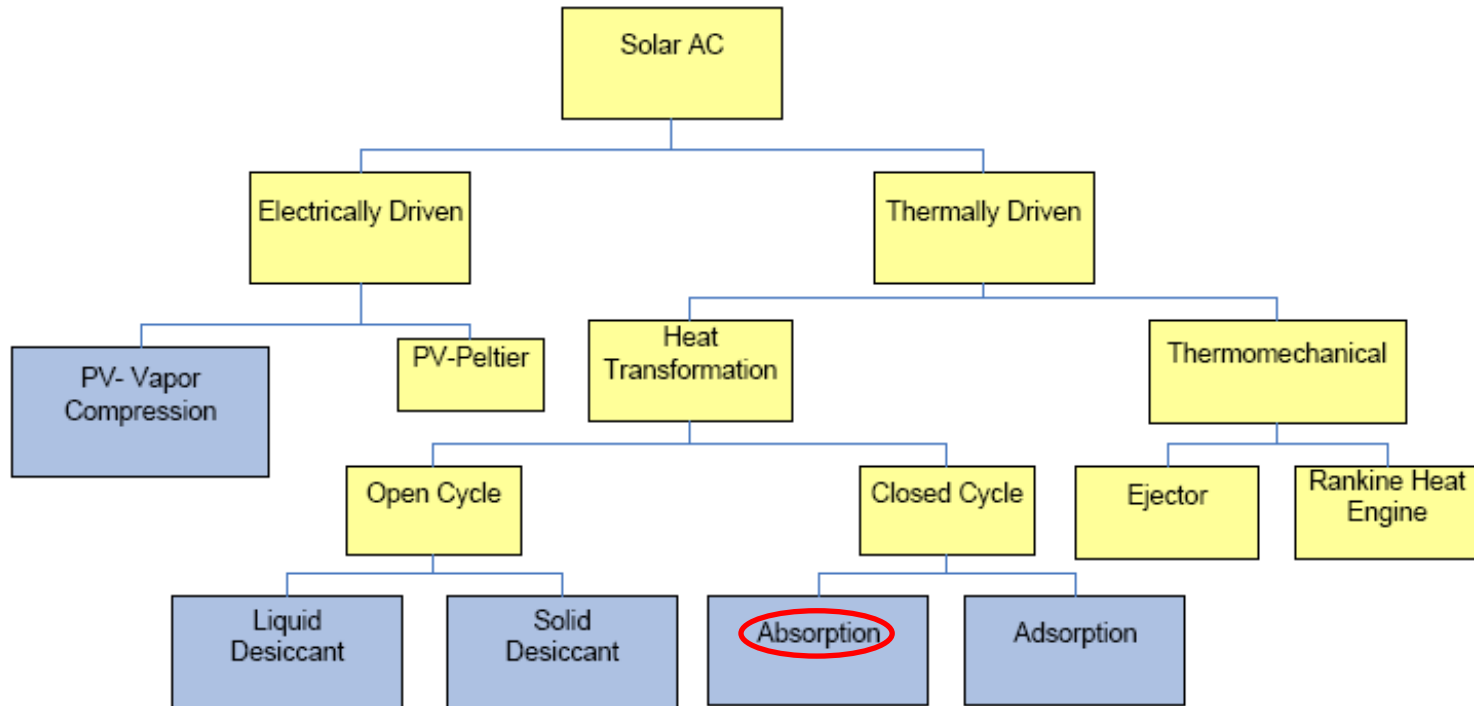 Solar AC
Electrically Driven
Thermally Driven
PV- Vapor
Compression
PV-Peltier
Heat
Transformation
Thermomechanical
Open Cycle
Closed Cycle
Ejector
Rankine Heat
Engine
Liquid
Desiccant
Solid
Desiccant
Absorption
Adsorption